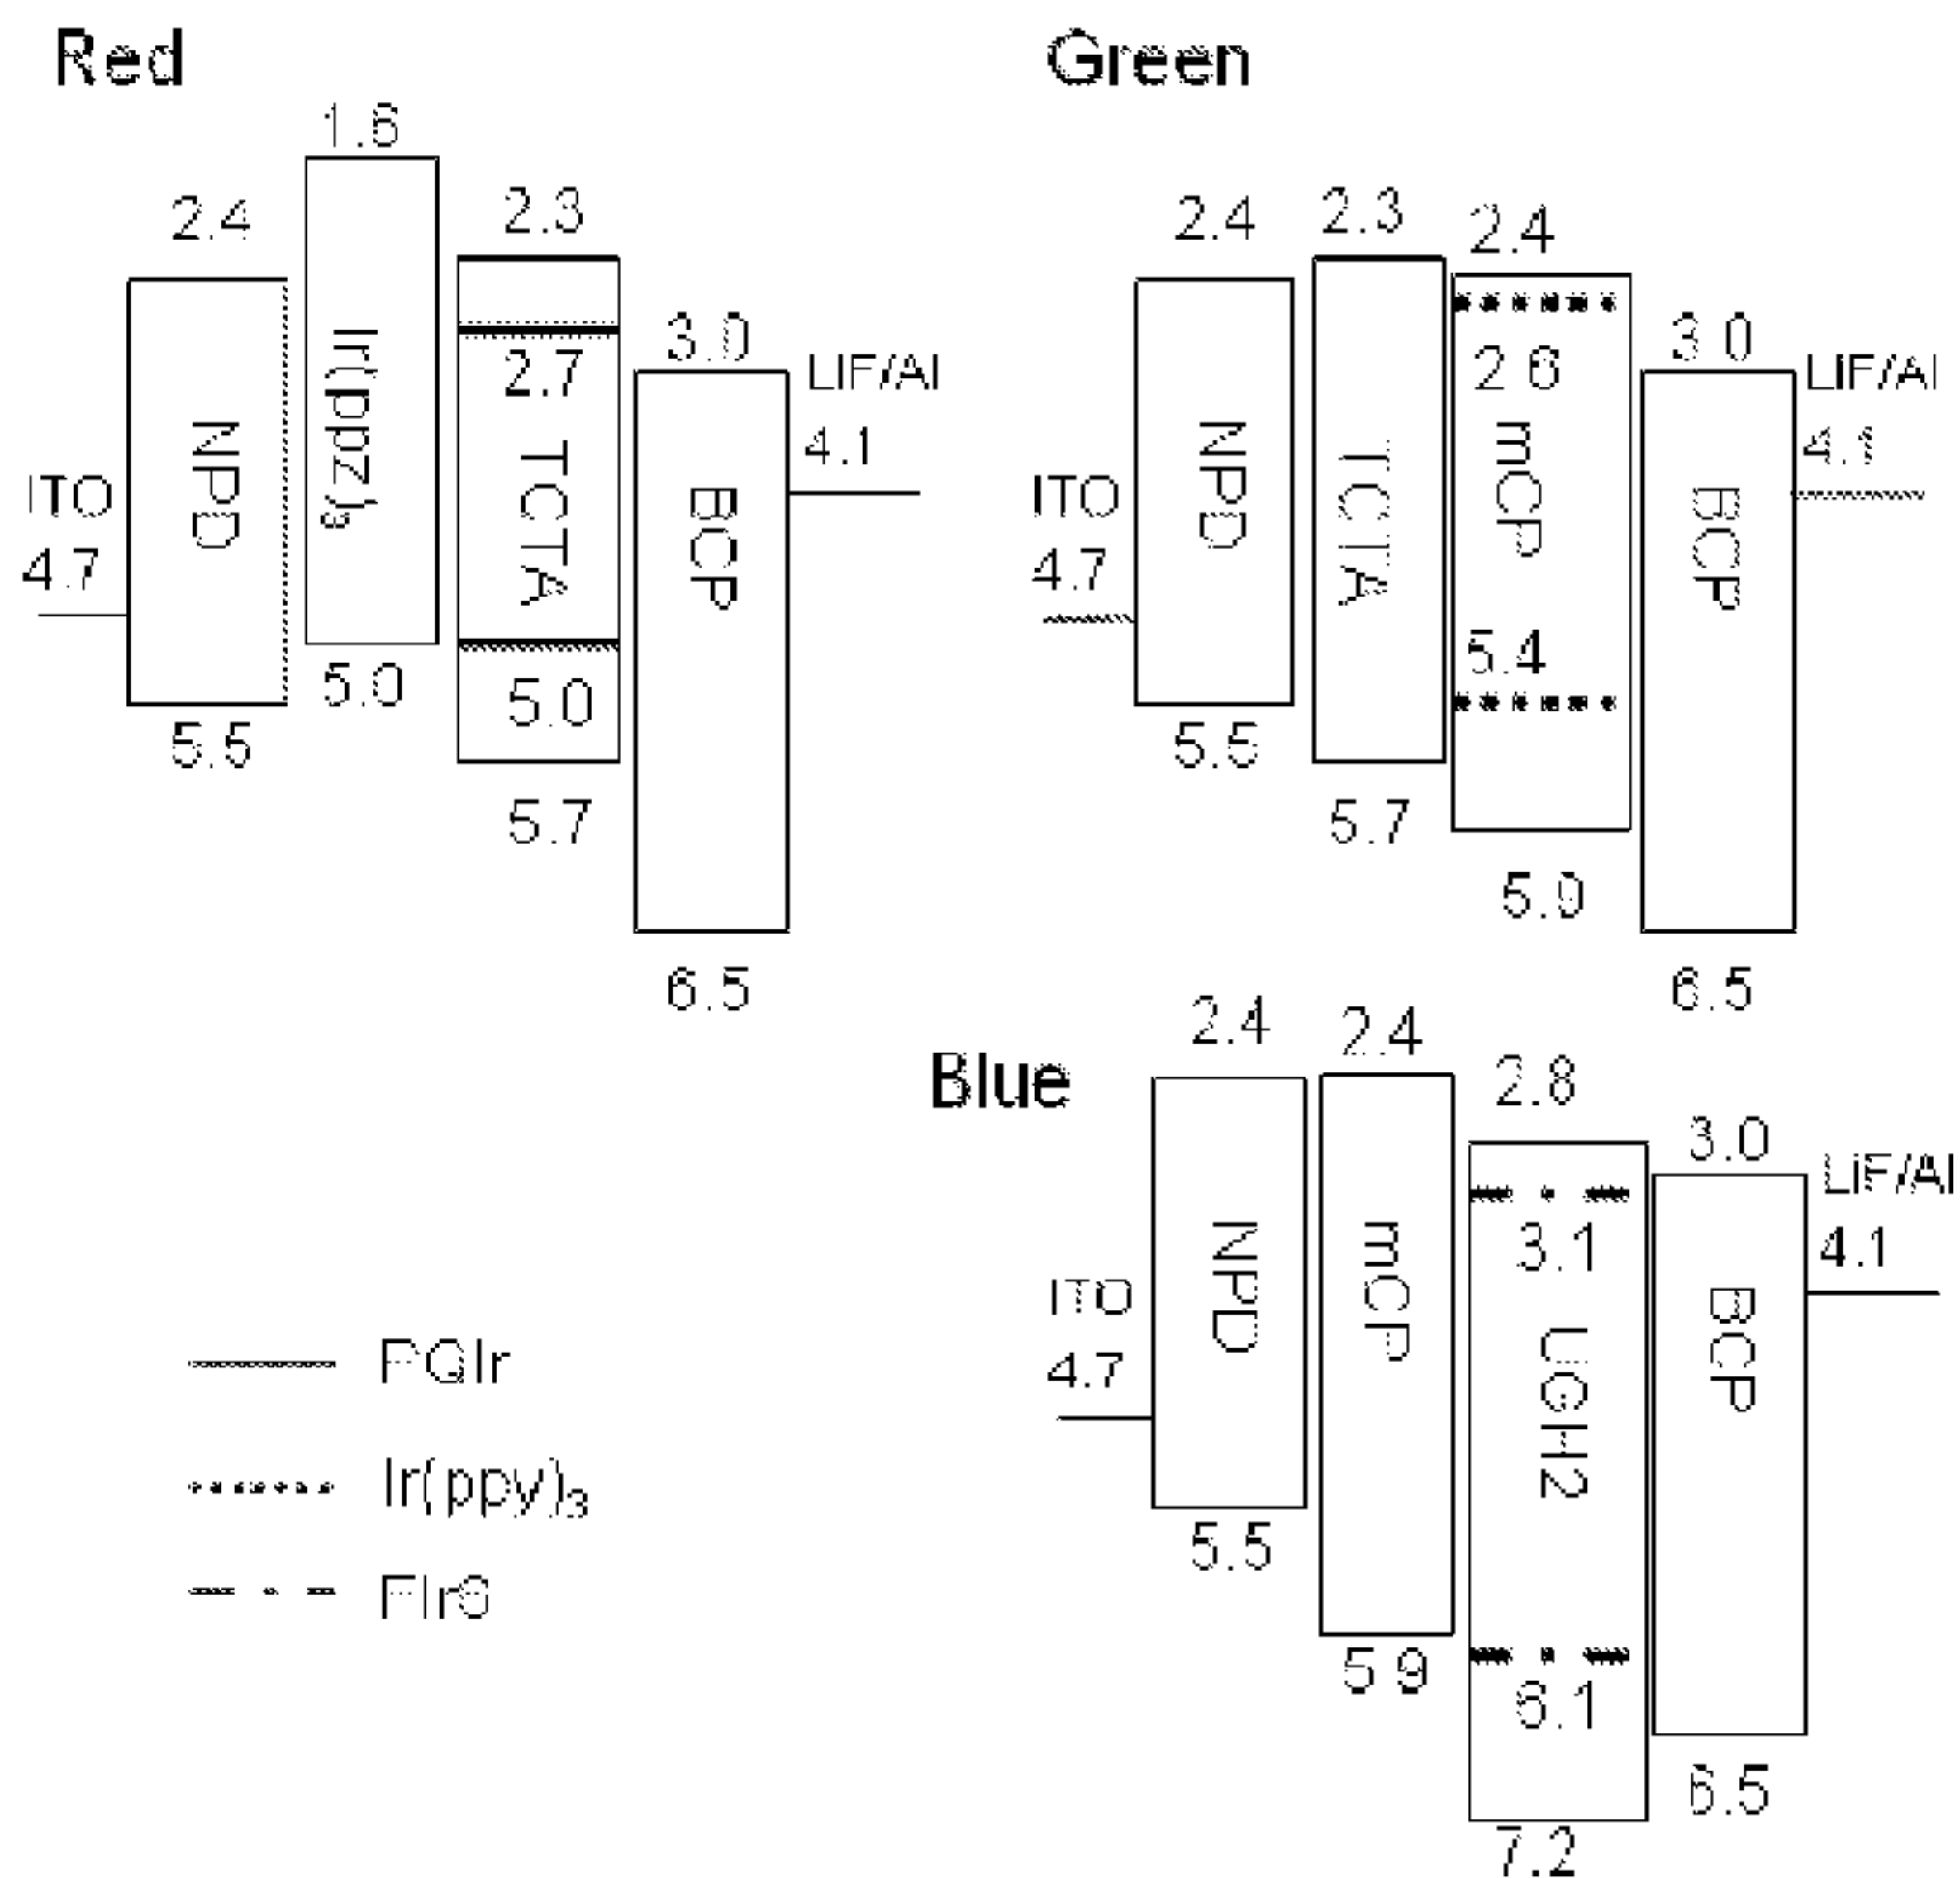 Red
1.6
2.4
2.3
2.7
3.0
LiF/Al
4.1
ITO
4.7
NPD
Ir(ppz)3
TCTA
BCP
5.0
5.0
5.5
5.7
6.5
Green
2.4
2.3
2.4
2.6
3.0
LiF/Al
4.1
ITO
4.7
NPD
TCTA
mCP
BCP
5.4
5.5
5.7
5.9
6.5
Blue
2.4
2.4
2.8
3.0
3.1
LiF/Al
4.1
ITO
4.7
NPD
mCP
UGH2
BCP
5.5
5.9
6.1
6.5
7.2
PQIr
Ir(ppy)3
FIr6